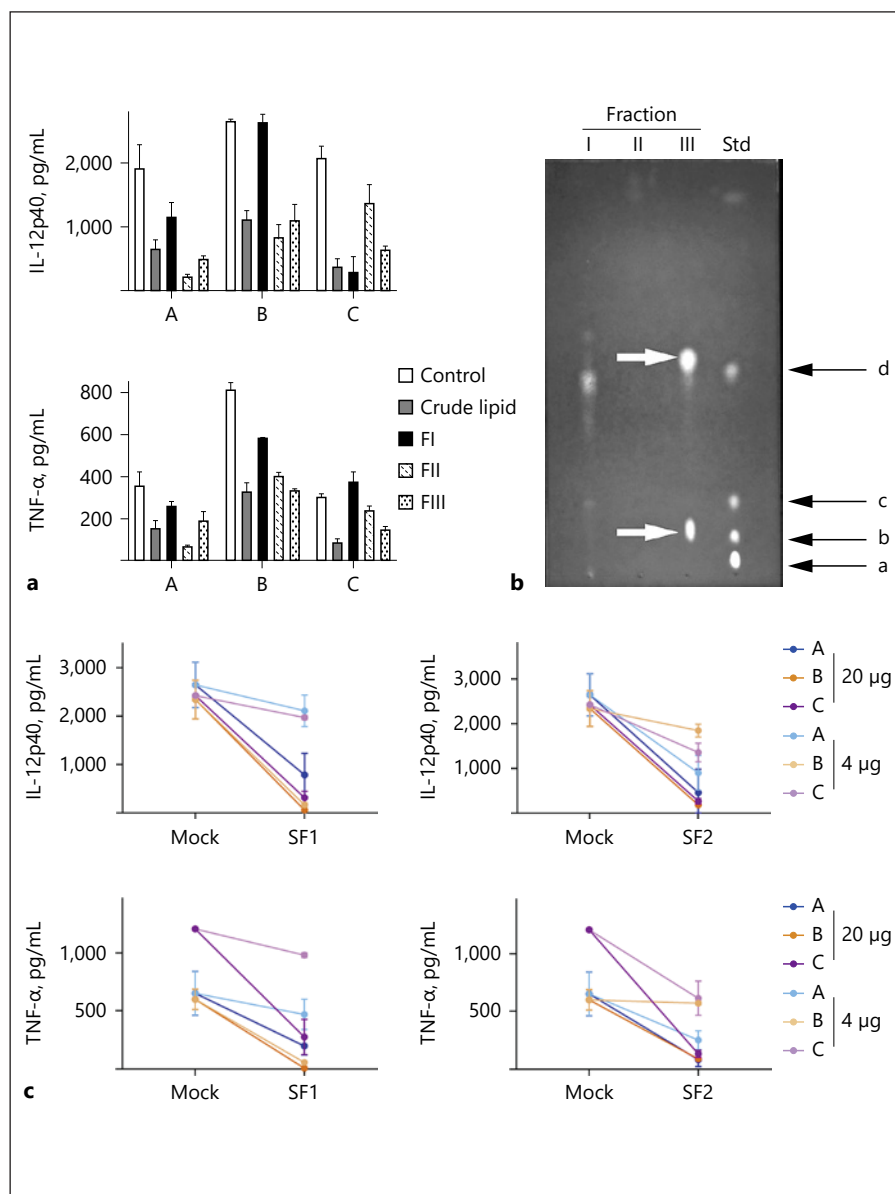 IL-12p40, pg/mL
2,000
1,000
A B C
TNF-α, pg/mL
800
600
400
200
A B C
Control
Crude lipid
FI
FII
FIII
a
Fraction
I II III Std
d
c
b
a
b
IL-12p40, pg/mL
3,000
2,000
1,000
Mock SF1
IL-12p40, pg/mL
3,000
2,000
1,000
Mock SF2
A
B
C
20 µg
A
B
C
4 µg
TNF-α, pg/mL
1,000
500
Mock SF1
TNF-α, pg/mL
1,000
500
Mock SF2
A
B
C
20 µg
A
B
C
4 µg
c